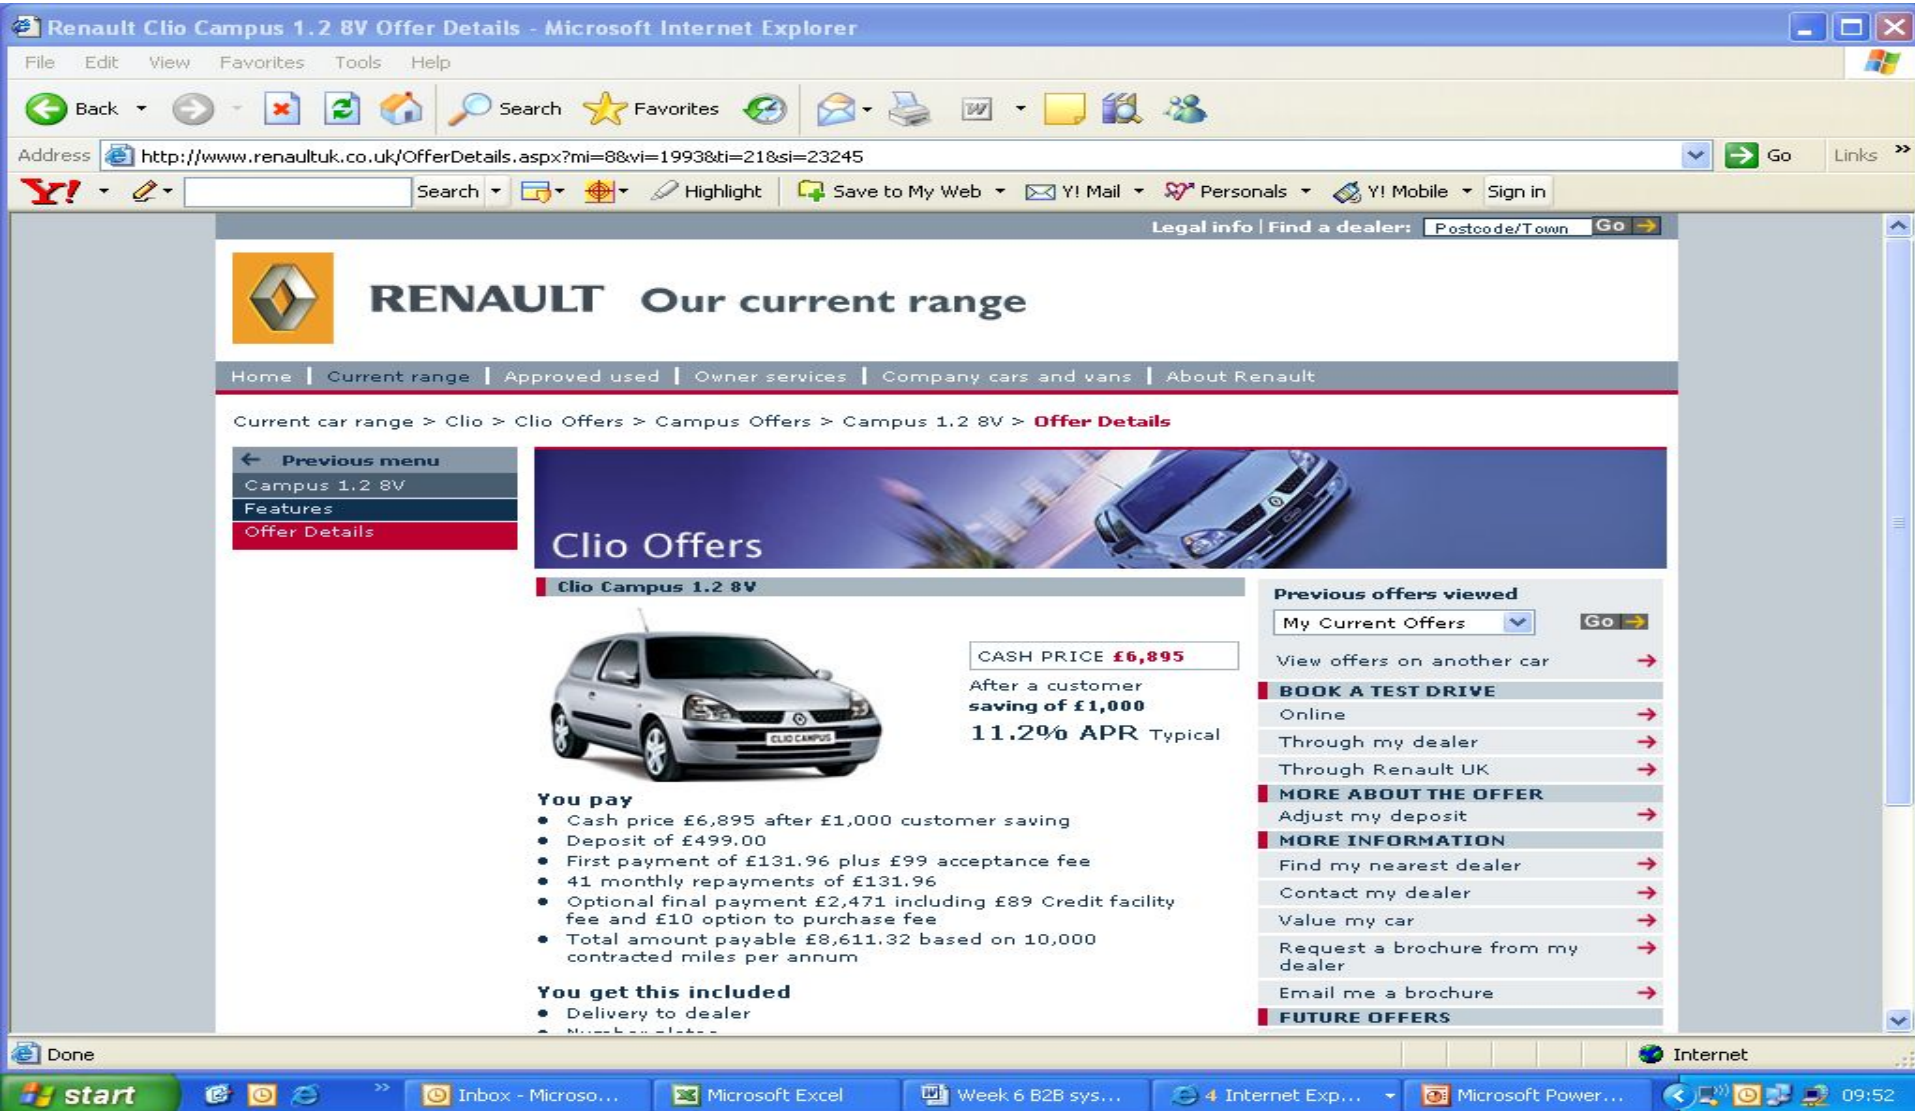 Renault Clio Campus 1.2 8V Offer Details - Microsoft Internet Explorer
File Edit View Favorites Tools Help
Back Search Favorites
Address http://www.renaultuk.co.uk/OfferDetails.aspx?mi=8&vi=1993&ti=21&si=23245 Go Links »
Y! Search Highlight Save to My Web Y! Mail Personals Y! Mobile Sign in
Legal info | Find a dealer: Postcode/Town Go
RENAULT Our current range
Home | Current range | Approved used | Owner services | Company cars and vans | About Renault
Current car range > Clio > Clio Offers > Campus Offers > Campus 1.2 8V > Offer Details
Previous menu
Campus 1.2 8V
Features
Offer Details
Clio Offers
Clio Campus 1.2 8V
CLIO CAMPUS
CASH PRICE £6,895
After a customer
saving of £1,000
11.2% APR Typical
You pay
• Cash price £6,895 after £1,000 customer saving
• Deposit of £499.00
• First payment of £131.96 plus £99 acceptance fee
• 41 monthly repayments of £131.96
• Optional final payment £2,471 including £89 Credit facility
fee and £10 option to purchase fee
• Total amount payable £8,611.32 based on 10,000
contracted miles per annum
You get this included
• Delivery to dealer
Previous offers viewed
My Current Offers Go
View offers on another car
BOOK A TEST DRIVE
Online
Through my dealer
Through Renault UK
MORE ABOUT THE OFFER
Adjust my deposit
MORE INFORMATION
Find my nearest dealer
Contact my dealer
Value my car
Request a brochure from my
dealer
Email me a brochure
FUTURE OFFERS
Done Internet
start » Inbox - Microso... Microsoft Excel Week 6 B2B sys... 4 Internet Exp... Microsoft Power... 09:52